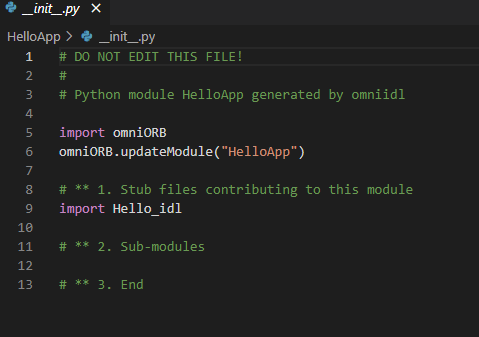 __init__.py ×
HelloApp > __init__.py
1 # DO NOT EDIT THIS FILE!
2 #
3 # Python module HelloApp generated by omniidl
4
5 import omniORB
6 omniORB.updateModule("HelloApp")
7
8 # ** 1. Stub files contributing to this module
9 import Hello_idl
10
11 # ** 2. Sub-modules
12
13 # ** 3. End